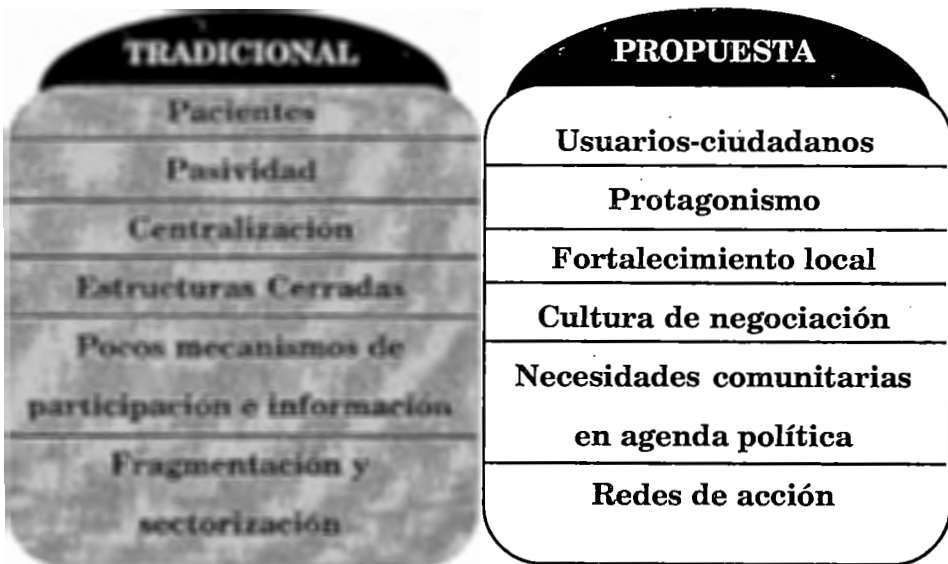 TRADICIONAL
Pacientes
Pasividad
Centralización
Estructuras Cerradas
Pocos mecanismos de
participación e información
Fragmentación y
sectorización
PROPUESTA
Usuarios-ciudadanos
Protagonismo
Fortalecimiento local
Cultura de negociación
Necesidades comunitarias
en agenda política
Redes de acción